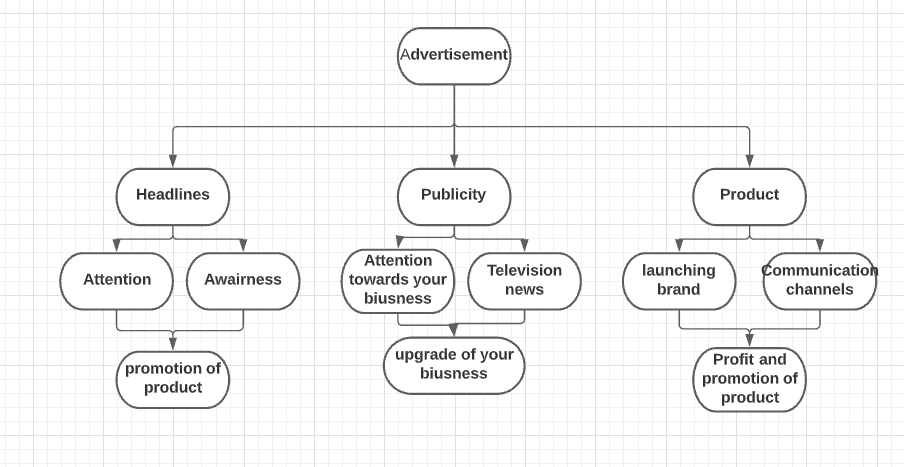 Advertisement
Headlines
Publicity
Product
Attention
Awairness
Attention
towards your
biusness
Television
news
launching
brand
Communication
channels
promotion of
product
upgrade of your
biusness
Profit and
promotion of
product